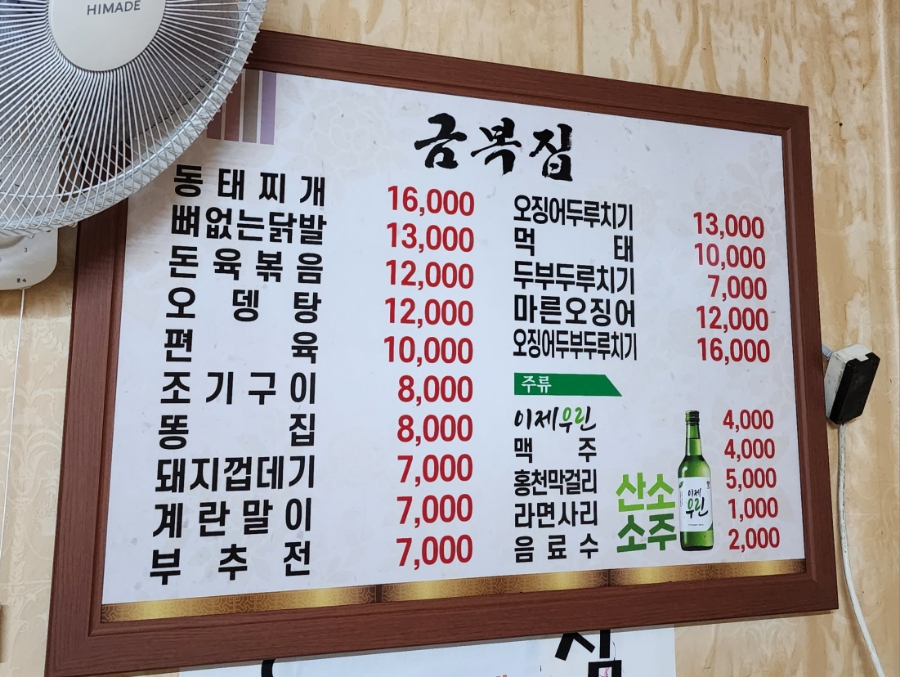 HIMADE
금복집
동태찌개 16,000
뼈없는닭발 13,000
돈육볶음 12,000
오뎅탕 12,000
편육 10,000
조기구이 8,000
똥집 8,000
돼지껍데기 7,000
계란말이 7,000
부추전 7,000
오징어두루치기 13,000
먹태 10,000
두부두루치기 7,000
마른오징어 12,000
오징어두부두루치기 16,000
주류
이제우린 4,000
맥주 4,000
홍천막걸리 5,000
라면사리 1,000
음료수 2,000
산소
소주
이제
우린